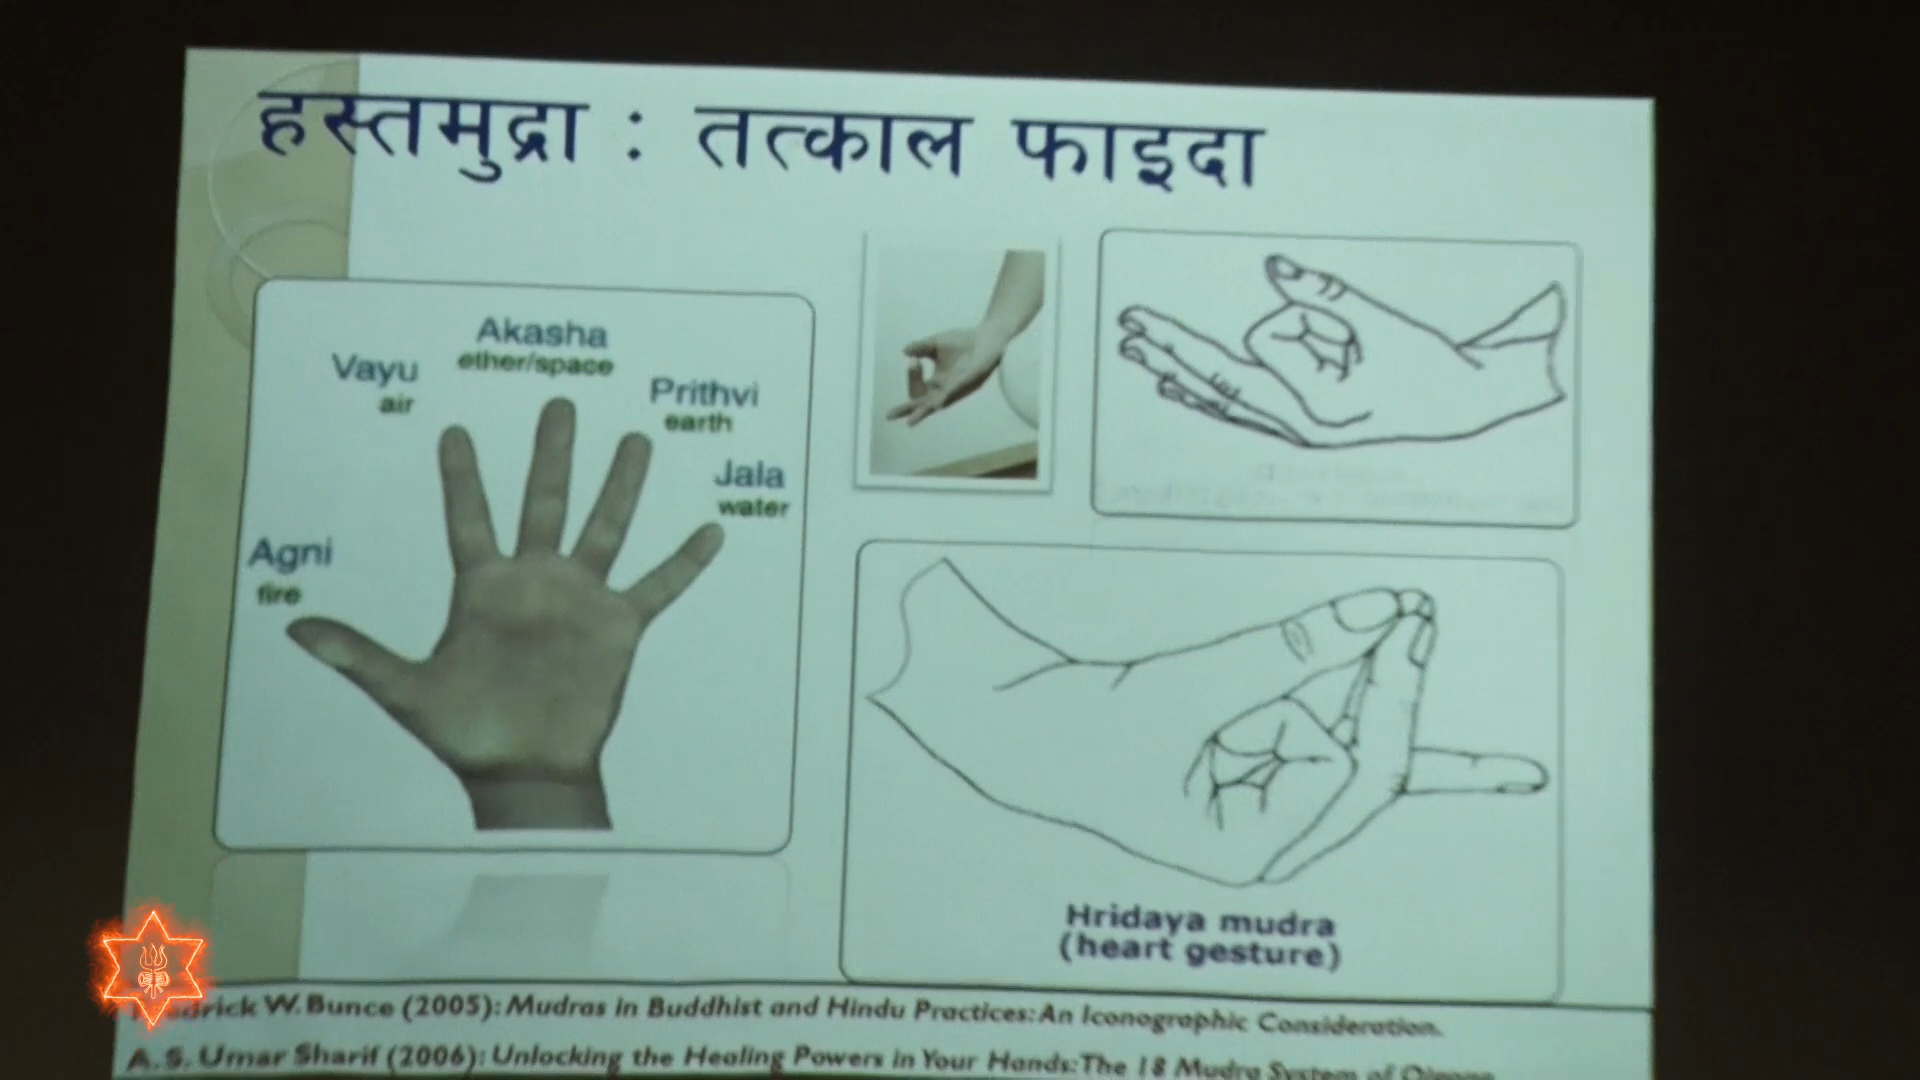 हस्तमुद्रा : तत्काल फाइदा
Akasha
ether/space
Vayu
air
Prithvi
earth
Jala
water
Agni
fire
Hridaya mudra
(heart gesture)
W. Bunce (2005): Mudras in Buddhist and Hindu Practices: An Iconographic Consideration.
A.S. Umar Sharif (2006): Unlocking the Healing Powers in Your Hands: The 18 Mudra System of